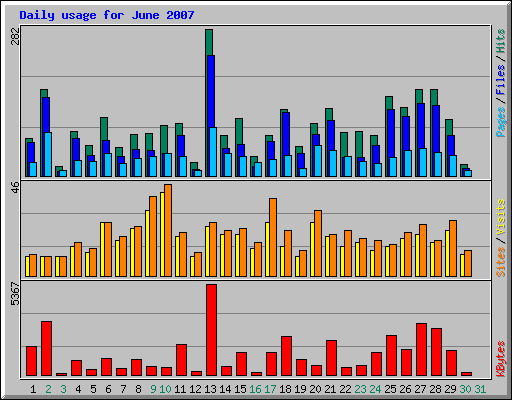 Daily usage for June 2007
282
Pages / Files / Hits
46
Sites / Visits
5367
KBytes
1 2 3 4 5 6 7 8 9 10 11 12 13 14 15 16 17 18 19 20 21 22 23 24 25 26 27 28 29 30 31